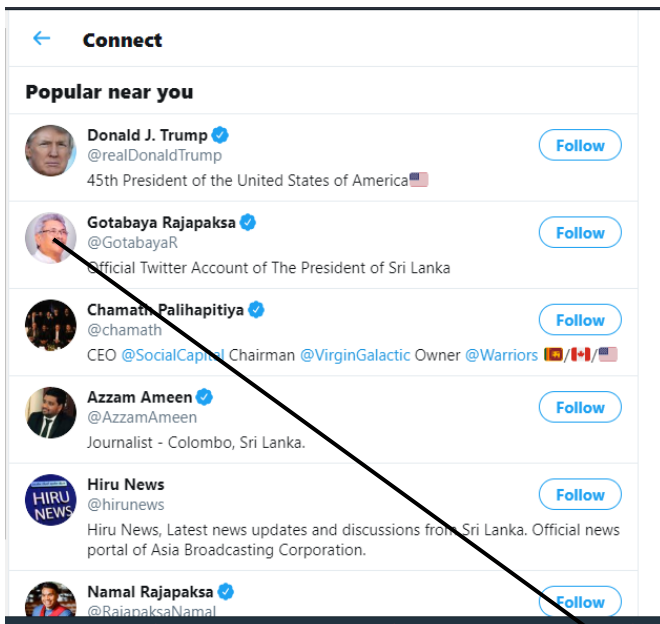 Connect
Popular near you
Donald J. Trump
@realDonaldTrump
Follow
45th President of the United States of America🇺🇸
Gotabaya Rajapaksa
@GotabayaR
Follow
Official Twitter Account of The President of Sri Lanka
Chamath Palihapitiya
@chamath
Follow
CEO @SocialCapital Chairman @VirginGalactic Owner @Warriors 🇱🇰/🇨🇦/🇺🇸
Azzam Ameen
@AzzamAmeen
Follow
Journalist - Colombo, Sri Lanka.
HIRU
NEWS
Hiru News
@hirunews
Follow
Hiru News, Latest news updates and discussions from Sri Lanka. Official news
portal of Asia Broadcasting Corporation.
Namal Rajapaksa
@RajapaksaNamal
Follow